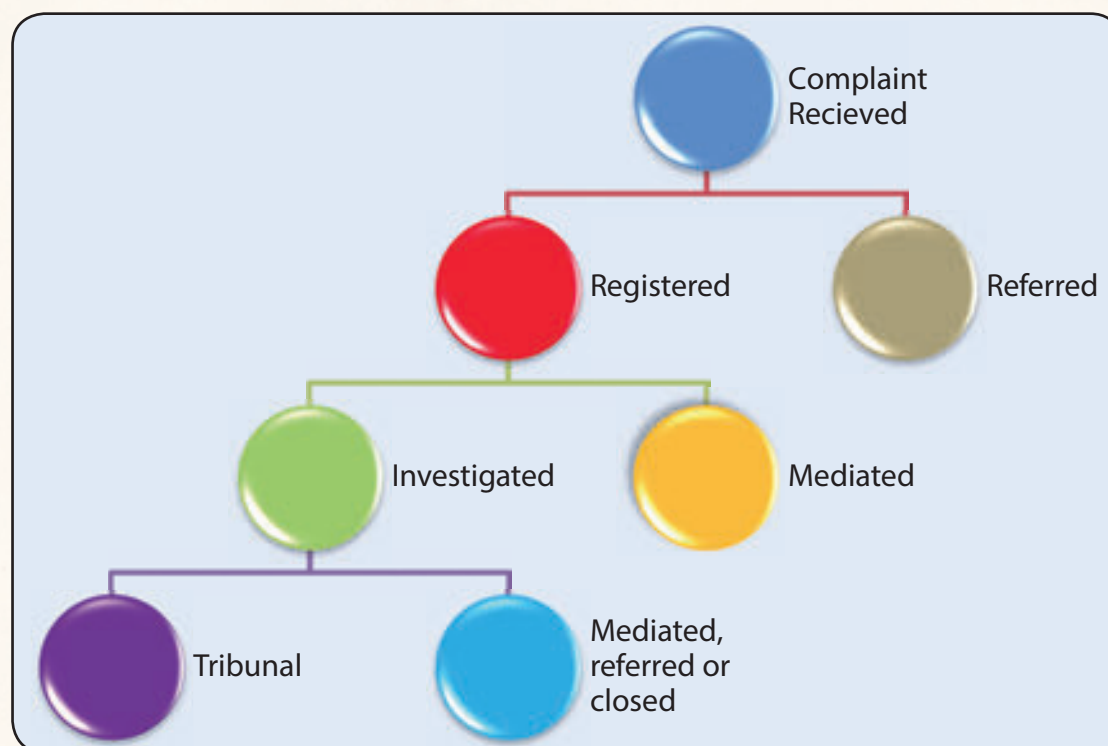 Complaint
Recieved
Registered
Referred
Investigated
Mediated
Tribunal
Mediated,
referred or
closed